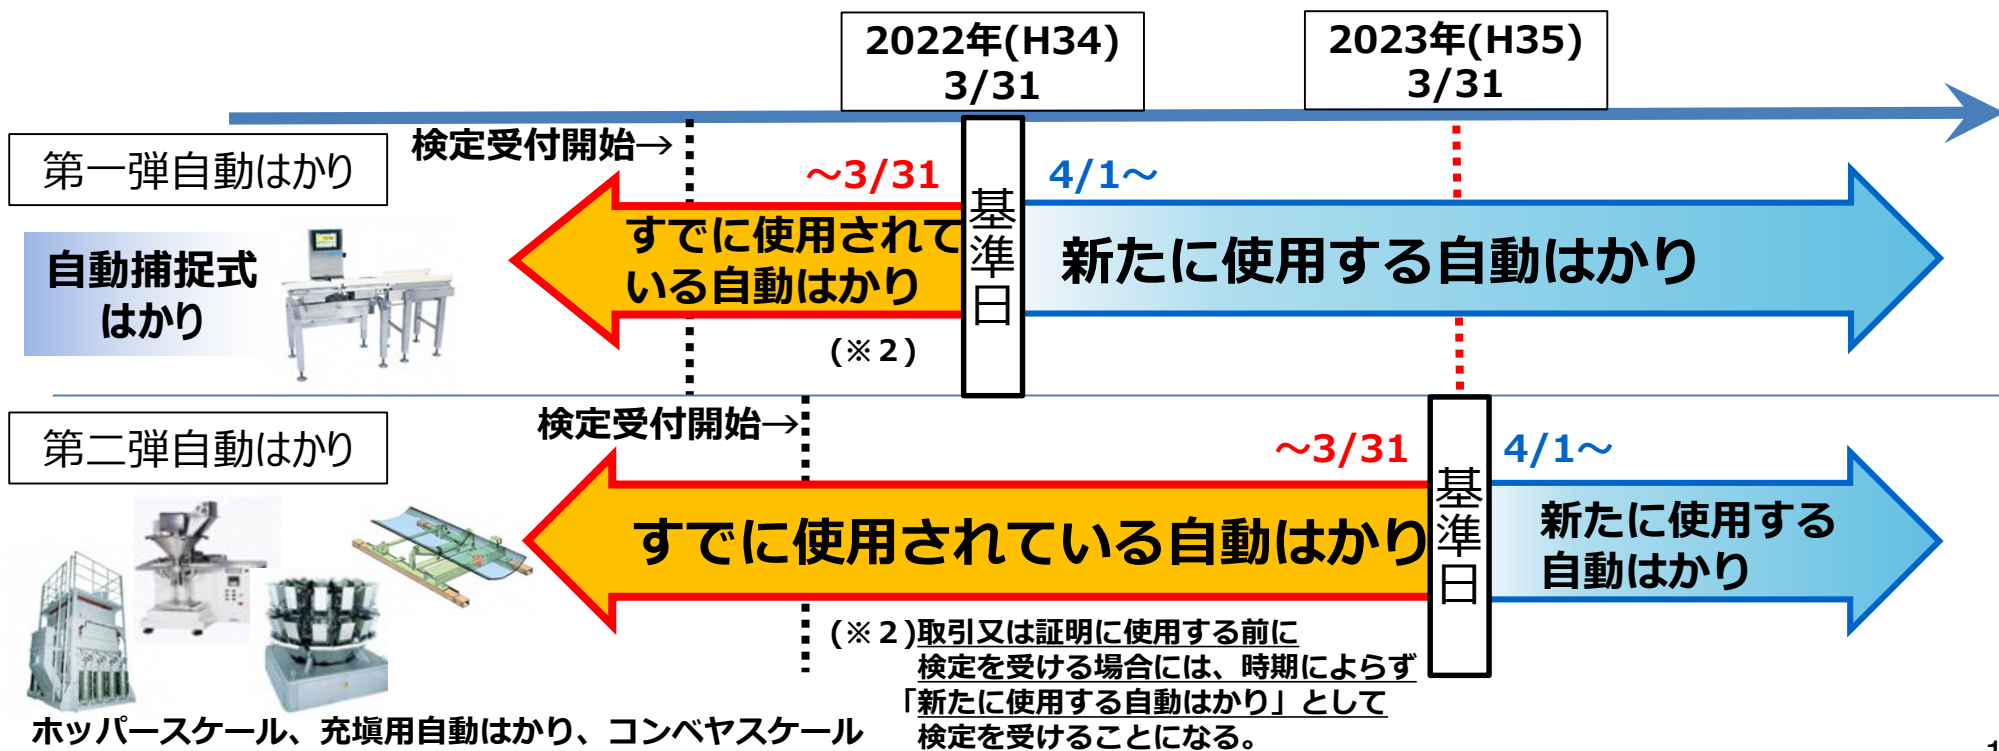 2022年(H34)
3/31
2023年(H35)
3/31
第一弾自動はかり
検定受付開始→
～3/31
基準日
4/1～
自動捕捉式
はかり
すでに使用されて
いる自動はかり
新たに使用する自動はかり
(※２)
第二弾自動はかり
検定受付開始→
～3/31
基準日
4/1～
すでに使用されている自動はかり
新たに使用する
自動はかり
(※２)取引又は証明に使用する前に
検定を受ける場合には、時期によらず
「新たに使用する自動はかり」として
検定を受けることになる。
ホッパースケール、充塡用自動はかり、コンベヤスケール